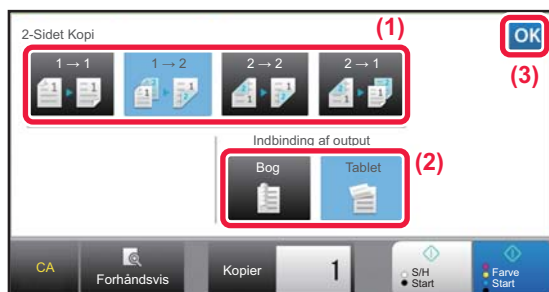 (1)
2-Sidet Kopi
OK
(3)
1 → 1
1 → 2
2 → 2
2 → 1
Indbinding af output
(2)
Bog
Tablet
CA
Forhåndsvis
Kopier
1
S/H
Start
Farve
Start